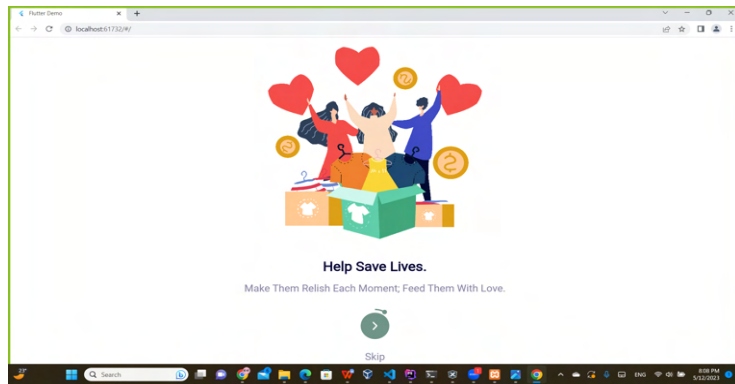 Flutter Demo
localhost:61732/#/
Help Save Lives.
Make Them Relish Each Moment; Feed Them With Love.
Skip
Search
ENG
8:08 PM
5/12/2023